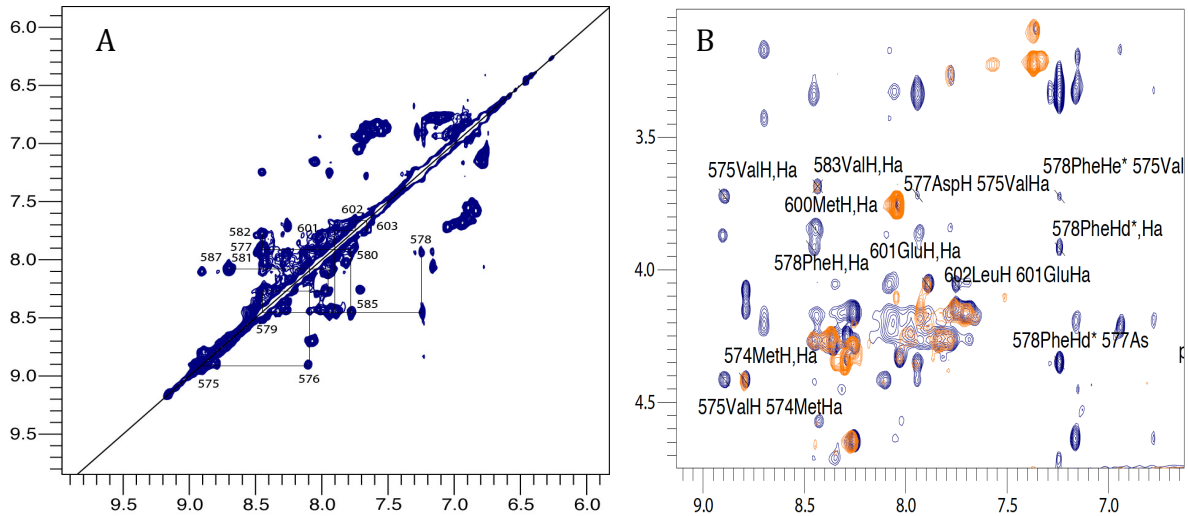 A
6.0
6.5
7.0
7.5
8.0
8.5
9.0
9.5
602
601
603
582
577
581
587
578
580
585
579
575
576
9.5
9.0
8.5
8.0
7.5
7.0
6.5
6.0
B
3.5
4.0
4.5
575ValH,Ha
583ValH,Ha
578PheHe* 575Val
577AspH 575ValHa
600MetH,Ha
578PheHd*,Ha
578PheH,Ha
601GluH,Ha
602LeuH 601GluHa
574MetH,Ha
578PheHd* 577As
p
575ValH 574MetHa
9.0
8.5
8.0
7.5
7.0